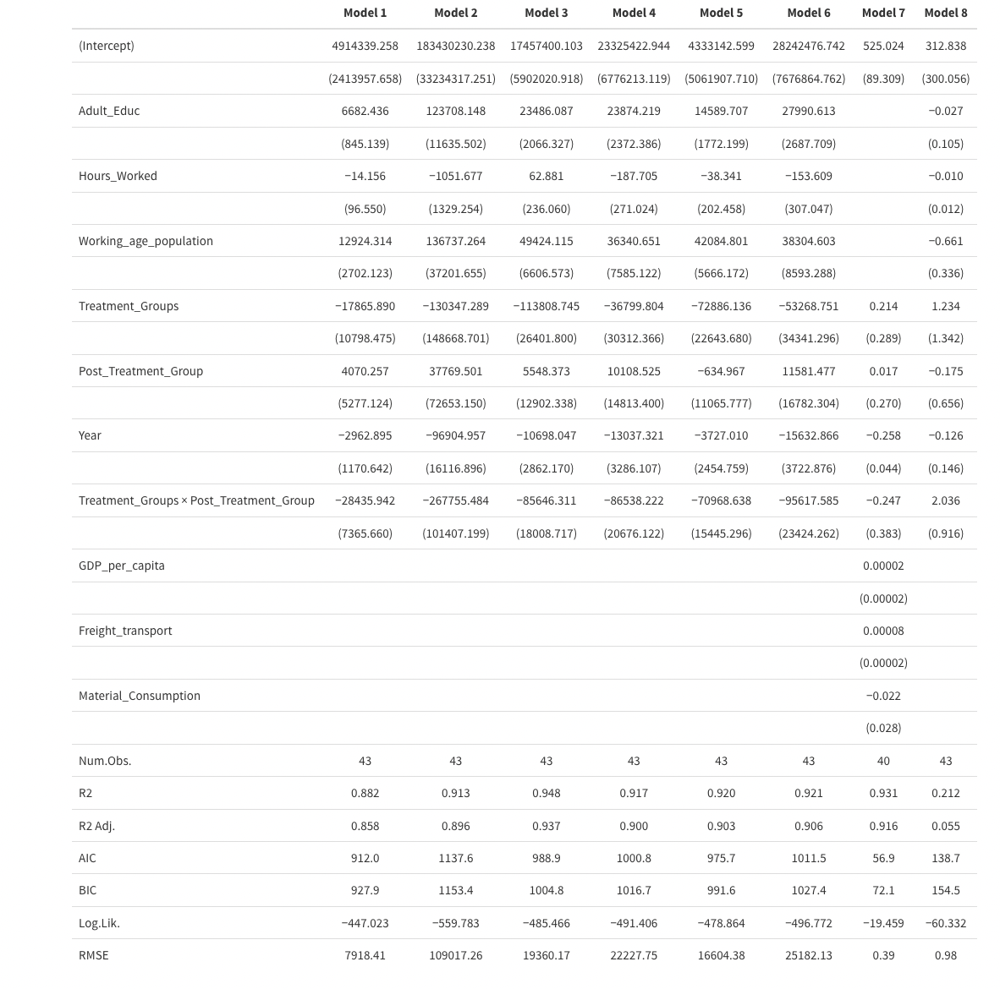 Model 1 Model 2 Model 3 Model 4 Model 5 Model 6 Model 7 Model 8
(Intercept) 4914339.258 183430230.238 17457400.103 23325422.944 4333142.599 28242476.742 525.024 312.838
(2413957.658) (33234317.251) (5902020.918) (6776213.119) (5061907.710) (7676864.762) (89.309) (300.056)
Adult_Educ 6682.436 123708.148 23486.087 23874.219 14589.707 27990.613 −0.027
(845.139) (11635.502) (2066.327) (2372.386) (1772.199) (2687.709) (0.105)
Hours_Worked −14.156 −1051.677 62.881 −187.705 −38.341 −153.609 −0.010
(96.550) (1329.254) (236.060) (271.024) (202.458) (307.047) (0.012)
Working_age_population 12924.314 136737.264 49424.115 36340.651 42084.801 38304.603 −0.661
(2702.123) (37201.655) (6606.573) (7585.122) (5666.172) (8593.288) (0.336)
Treatment_Groups −17865.890 −130347.289 −113808.745 −36799.804 −72886.136 −53268.751 0.214 1.234
(10798.475) (148668.701) (26401.800) (30312.366) (22643.680) (34341.296) (0.289) (1.342)
Post_Treatment_Group 4070.257 37769.501 5548.373 10108.525 −634.967 11581.477 0.017 −0.175
(5277.124) (72653.150) (12902.338) (14813.400) (11065.777) (16782.304) (0.270) (0.656)
Year −2962.895 −96904.957 −10698.047 −13037.321 −3727.010 −15632.866 −0.258 −0.126
(1170.642) (16116.896) (2862.170) (3286.107) (2454.759) (3722.876) (0.044) (0.146)
Treatment_Groups × Post_Treatment_Group −28435.942 −267755.484 −85646.311 −86538.222 −70968.638 −95617.585 −0.247 2.036
(7365.660) (101407.199) (18008.717) (20676.122) (15445.296) (23424.262) (0.383) (0.916)
GDP_per_capita 0.00002
(0.00002)
Freight_transport 0.00008
(0.00002)
Material_Consumption −0.022
(0.028)
Num.Obs. 43 43 43 43 43 43 40 43
R2 0.882 0.913 0.948 0.917 0.920 0.921 0.931 0.212
R2 Adj. 0.858 0.896 0.937 0.900 0.903 0.906 0.916 0.055
AIC 912.0 1137.6 988.9 1000.8 975.7 1011.5 56.9 138.7
BIC 927.9 1153.4 1004.8 1016.7 991.6 1027.4 72.1 154.5
Log.Lik. −447.023 −559.783 −485.466 −491.406 −478.864 −496.772 −19.459 −60.332
RMSE 7918.41 109017.26 19360.17 22227.75 16604.38 25182.13 0.39 0.98